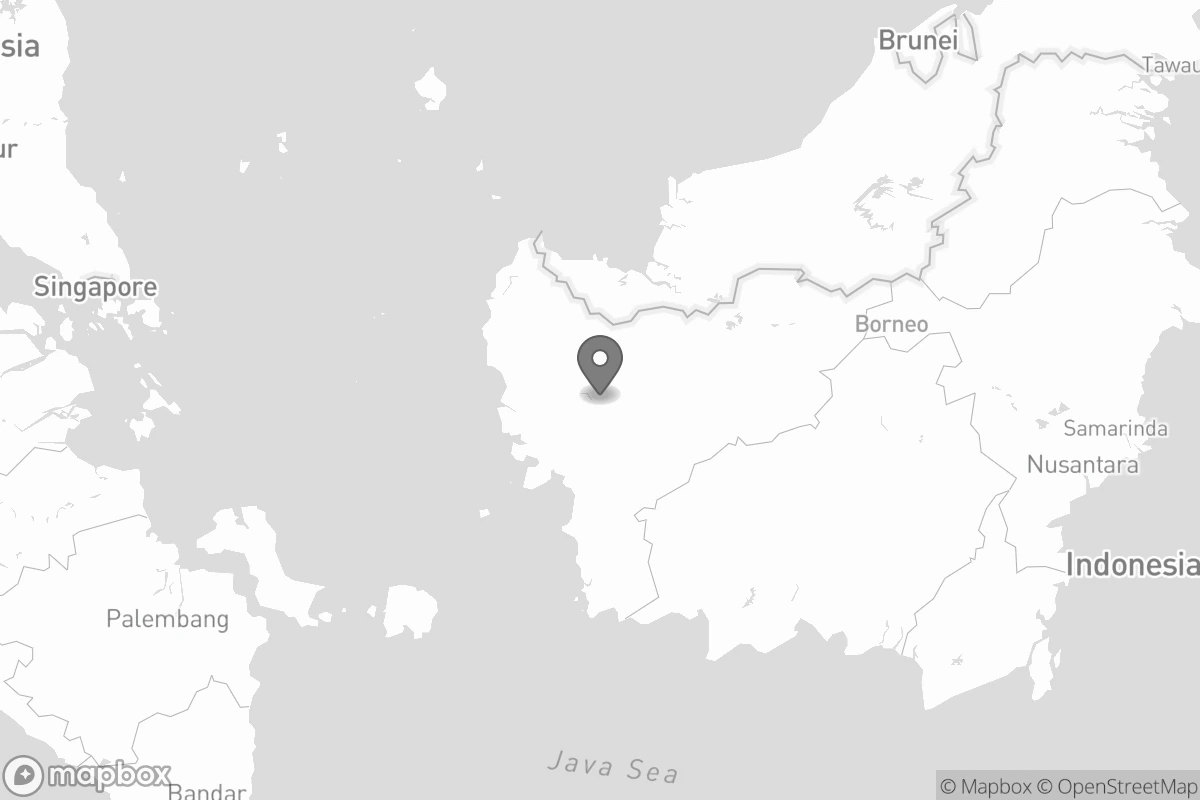 sia
Brunei
Tawau
ur
Singapore
Borneo
Samarinda
Nusantara
Indonesia
Palembang
Java Sea
mapbox
Bandar
© Mapbox © OpenStreetMap